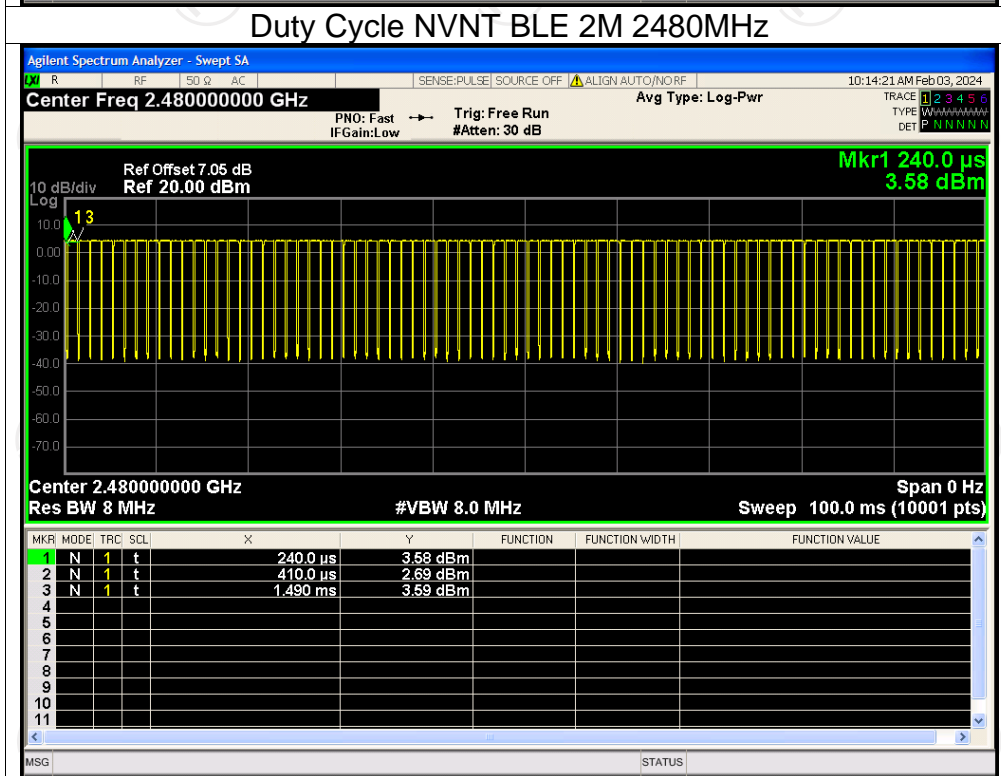 Duty Cycle NVNT BLE 2M 2480MHz
Agilent Spectrum Analyzer - Swept SA
LXI R RF 50 Ω AC SENSE:PULSE SOURCE OFF ALIGN AUTO/NO RF 10:14:21 AM Feb 03, 2024
Center Freq 2.480000000 GHz Avg Type: Log-Pwr TRACE 1 2 3 4 5 6
PNO: Fast Trig: Free Run TYPE WWWWWWW
IFGain:Low #Atten: 30 dB DET P N N N N N
Mkr1 240.0 µs
3.58 dBm
Ref Offset 7.05 dB
10 dB/div Ref 20.00 dBm
Log
1 3
10.0
0.00
-10.0
-20.0
-30.0
-40.0
-50.0
-60.0
-70.0
Center 2.480000000 GHz Span 0 Hz
Res BW 8 MHz #VBW 8.0 MHz Sweep 100.0 ms (10001 pts)
MKR MODE TRC SCL X Y FUNCTION FUNCTION WIDTH FUNCTION VALUE
1 N 1 t 240.0 µs 3.58 dBm
2 N 1 t 410.0 µs 2.69 dBm
3 N 1 t 1.490 ms 3.59 dBm
4
5
6
7
8
9
10
11
MSG STATUS